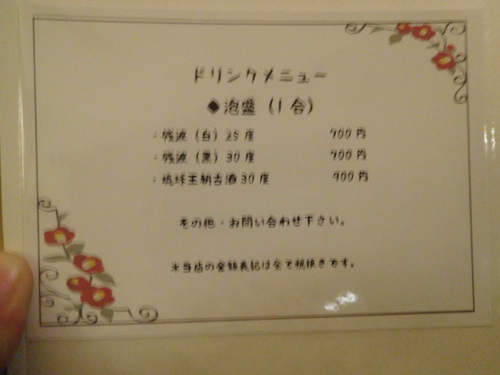 ドリンクメニュー
◆泡盛（1合）
：残波（白）25度 900円
：残波（黒）30度 900円
：琉球王朝古酒30度 900円
その他：お問い合わせ下さい。
※当店の金額表記は全て税抜きです。